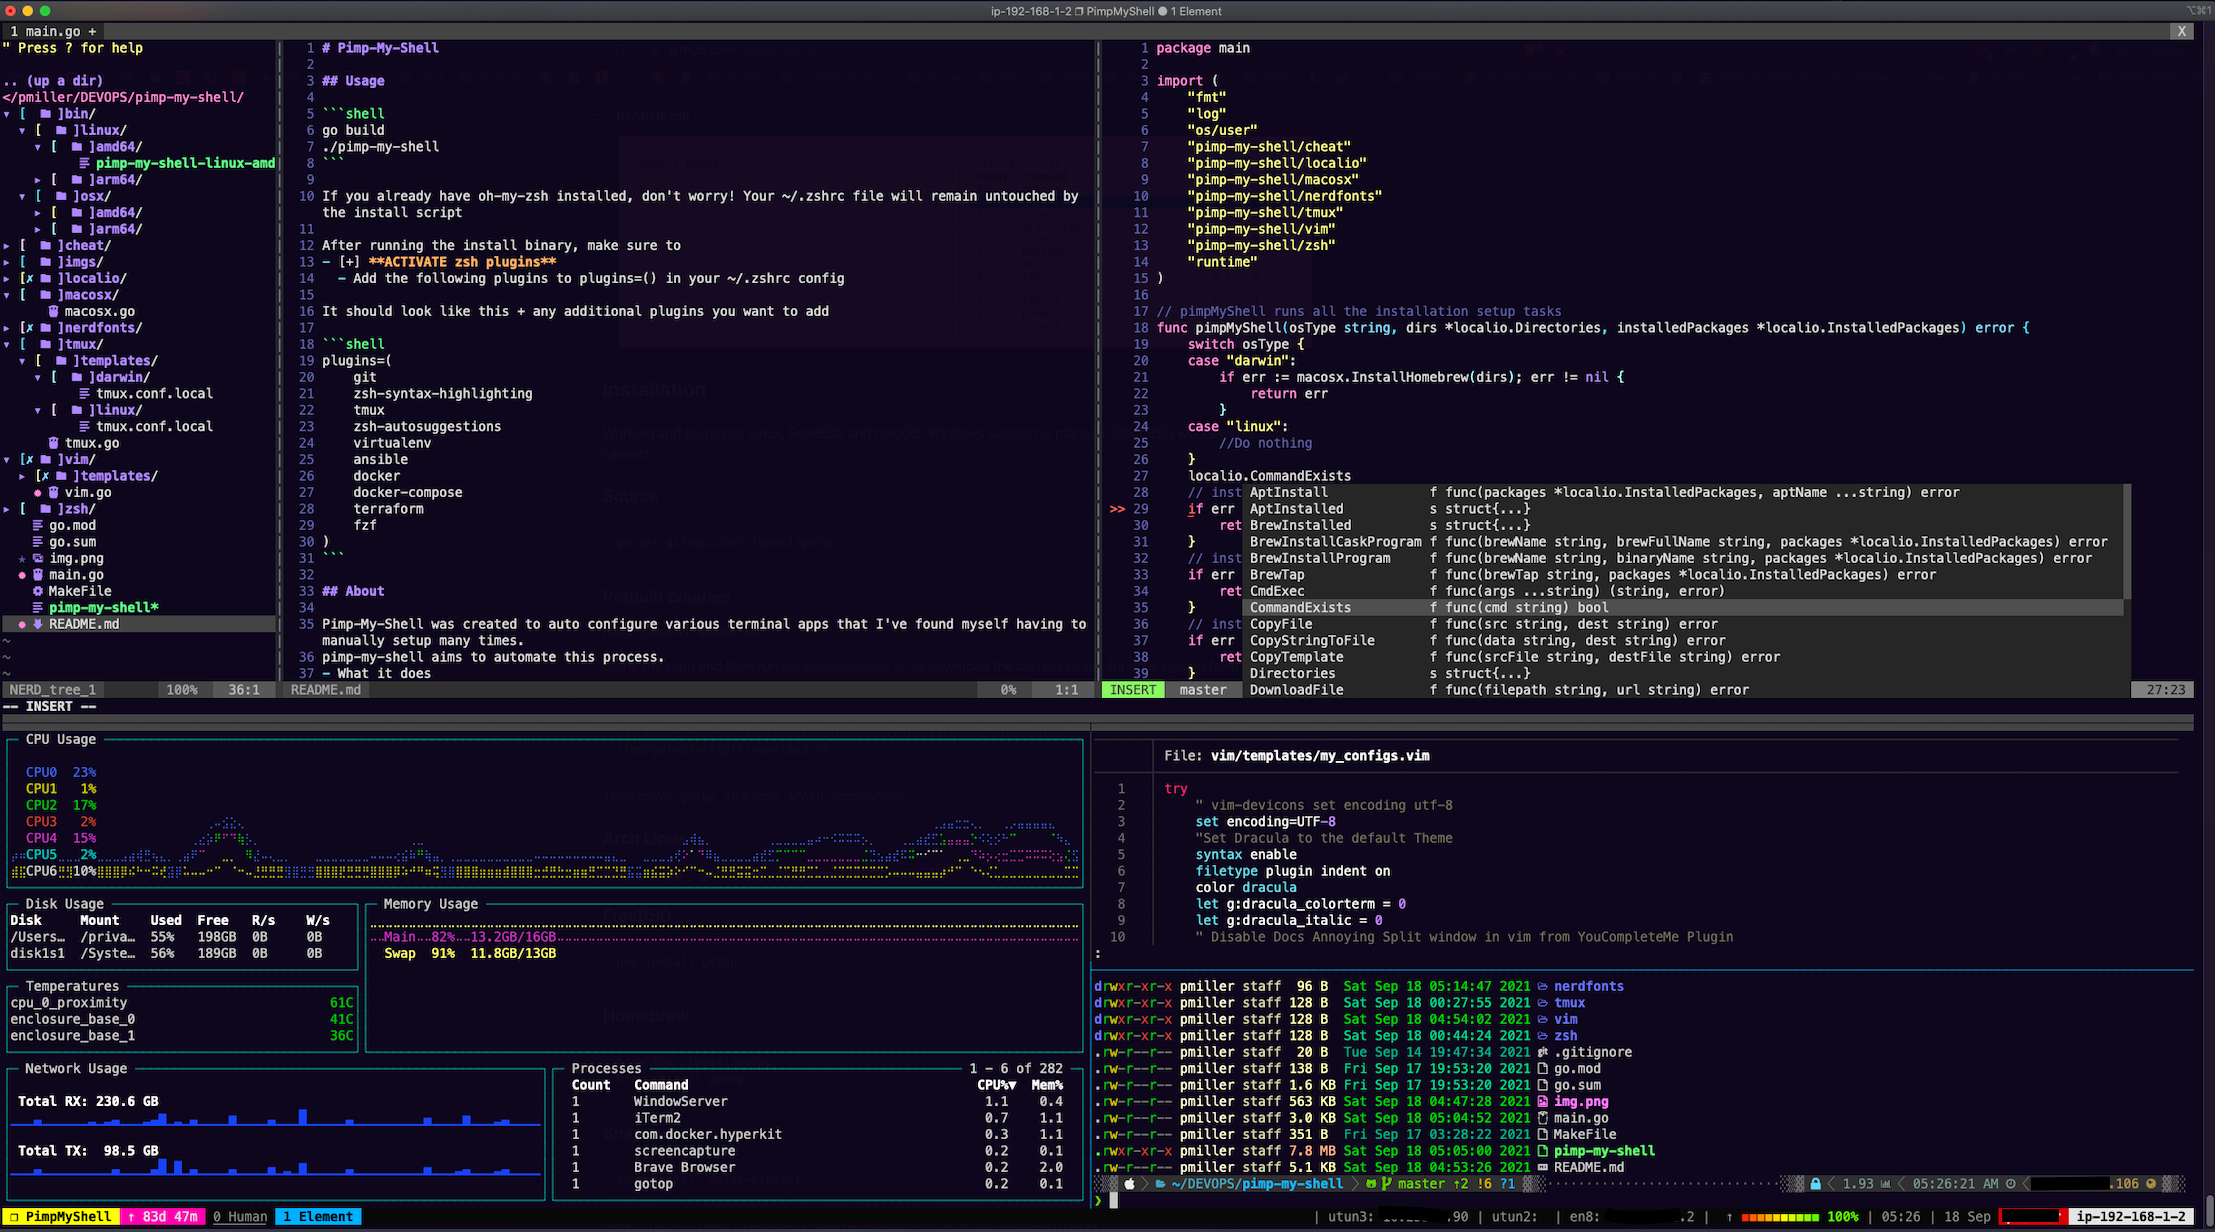 ip-192-168-1-2 ❐ PimpMyShell ● 1 Element
⌥⌘1
1 main.go +
X
" Press ? for help
.. (up a dir)
</pmiller/DEVOPS/pimp-my-shell/
▾ [ ]bin/
▾ [ ]linux/
▾ [ ]amd64/
pimp-my-shell-linux-amd
▸ [ ]arm64/
▾ [ ]osx/
▸ [ ]amd64/
▸ [ ]arm64/
▸ [ ]cheat/
▸ [ ]imgs/
▸ [✗ ]localio/
▾ [ ]macosx/
macosx.go
▸ [✗ ]nerdfonts/
▾ [ ]tmux/
▾ [ ]templates/
▾ [ ]darwin/
tmux.conf.local
▾ [ ]linux/
tmux.conf.local
tmux.go
▾ [✗ ]vim/
▸ [✗ ]templates/
vim.go
▸ [ ]zsh/
go.mod
go.sum
img.png
main.go
MakeFile
pimp-my-shell*
README.md
~
~
~
NERD_tree_1 100% 36:1
-- INSERT --
1 # Pimp-My-Shell
2
3 ## Usage
4
5 ```shell
6 go build
7 ./pimp-my-shell
8 ```
9
10 If you already have oh-my-zsh installed, don't worry! Your ~/.zshrc file will remain untouched by
the install script
11
12 After running the install binary, make sure to
13 - [+] **ACTIVATE zsh plugins**
14 - Add the following plugins to plugins=() in your ~/.zshrc config
15
16 It should look like this + any additional plugins you want to add
17
18 ```shell
19 plugins=(
20 git
21 zsh-syntax-highlighting
22 tmux
23 zsh-autosuggestions
24 virtualenv
25 ansible
26 docker
27 docker-compose
28 terraform
29 fzf
30 )
31 ```
32
33 ## About
34
35 Pimp-My-Shell was created to auto configure various terminal apps that I've found myself having to
manually setup many times.
36 pimp-my-shell aims to automate this process.
37 - What it does
README.md 0% 1:1
1 package main
2
3 import (
4 "fmt"
5 "log"
6 "os/user"
7 "pimp-my-shell/cheat"
8 "pimp-my-shell/localio"
9 "pimp-my-shell/macosx"
10 "pimp-my-shell/nerdfonts"
11 "pimp-my-shell/tmux"
12 "pimp-my-shell/vim"
13 "pimp-my-shell/zsh"
14 "runtime"
15 )
16
17 // pimpMyShell runs all the installation setup tasks
18 func pimpMyShell(osType string, dirs *localio.Directories, installedPackages *localio.InstalledPackages) error {
19 switch osType {
20 case "darwin":
21 if err := macosx.InstallHomebrew(dirs); err != nil {
22 return err
23 }
24 case "linux":
25 //Do nothing
26 }
27 localio.CommandExists
28 // inst AptInstall f func(packages *localio.InstalledPackages, aptName ...string) error
>> 29 if err AptInstalled s struct{...}
30 ret BrewInstalled s struct{...}
31 } BrewInstallCaskProgram f func(brewName string, brewFullName string, packages *localio.InstalledPackages) error
32 // inst BrewInstallProgram f func(brewName string, binaryName string, packages *localio.InstalledPackages) error
33 if err BrewTap f func(brewTap string, packages *localio.InstalledPackages) error
34 ret CmdExec f func(args ...string) (string, error)
35 } CommandExists f func(cmd string) bool
36 // inst CopyFile f func(src string, dest string) error
37 if err CopyStringToFile f func(data string, dest string) error
38 ret CopyTemplate f func(srcFile string, destFile string) error
39 } Directories s struct{...}
INSERT master DownloadFile f func(filepath string, url string) error 27:23
CPU Usage
CPU0 23%
CPU1 1%
CPU2 17%
CPU3 2%
CPU4 15%
CPU5 2%
CPU6 10%
Disk Usage
Disk Mount Used Free R/s W/s
/Users… /priva… 55% 198GB 0B 0B
disk1s1 /Syste… 56% 189GB 0B 0B
Memory Usage
Main 82% 13.2GB/16GB
Swap 91% 11.8GB/13GB
Temperatures
cpu_0_proximity 61C
enclosure_base_0 41C
enclosure_base_1 36C
Network Usage
Total RX: 230.6 GB
Total TX: 98.5 GB
Processes 1 - 6 of 282
Count Command CPU%▼ Mem%
1 WindowServer 1.1 0.4
1 iTerm2 0.7 1.1
1 com.docker.hyperkit 0.3 1.1
1 screencapture 0.2 0.1
1 Brave Browser 0.2 2.0
1 gotop 0.2 0.1
File: vim/templates/my_configs.vim
1 try
2 " vim-devicons set encoding utf-8
3 set encoding=UTF-8
4 "Set Dracula to the default Theme
5 syntax enable
6 filetype plugin indent on
7 color dracula
8 let g:dracula_colorterm = 0
9 let g:dracula_italic = 0
10 " Disable Docs Annoying Split window in vim from YouCompleteMe Plugin
:
drwxr-xr-x pmiller staff 96 B Sat Sep 18 05:14:47 2021 nerdfonts
drwxr-xr-x pmiller staff 128 B Sat Sep 18 00:27:55 2021 tmux
drwxr-xr-x pmiller staff 128 B Sat Sep 18 04:54:02 2021 vim
drwxr-xr-x pmiller staff 128 B Sat Sep 18 00:44:24 2021 zsh
.rw-r--r-- pmiller staff 20 B Tue Sep 14 19:47:34 2021 .gitignore
.rw-r--r-- pmiller staff 138 B Fri Sep 17 19:53:20 2021 go.mod
.rw-r--r-- pmiller staff 1.6 KB Fri Sep 17 19:53:20 2021 go.sum
.rw-r--r-- pmiller staff 563 KB Sat Sep 18 04:47:28 2021 img.png
.rw-r--r-- pmiller staff 3.0 KB Sat Sep 18 05:04:52 2021 main.go
.rw-r--r-- pmiller staff 351 B Fri Sep 17 03:28:22 2021 MakeFile
.rwxr-xr-x pmiller staff 7.8 MB Sat Sep 18 05:05:00 2021 pimp-my-shell
.rw-r--r-- pmiller staff 5.1 KB Sat Sep 18 04:53:26 2021 README.md
~/DEVOPS/pimp-my-shell master ↑2 !6 ?1 1.93 05:26:21 AM .106
❯
❐ PimpMyShell ↑ 83d 47m 0 Human 1 Element | utun3: .90 | utun2: | en8: .2 | ↑ 100% | 05:26 | 18 Sep ip-192-168-1-2